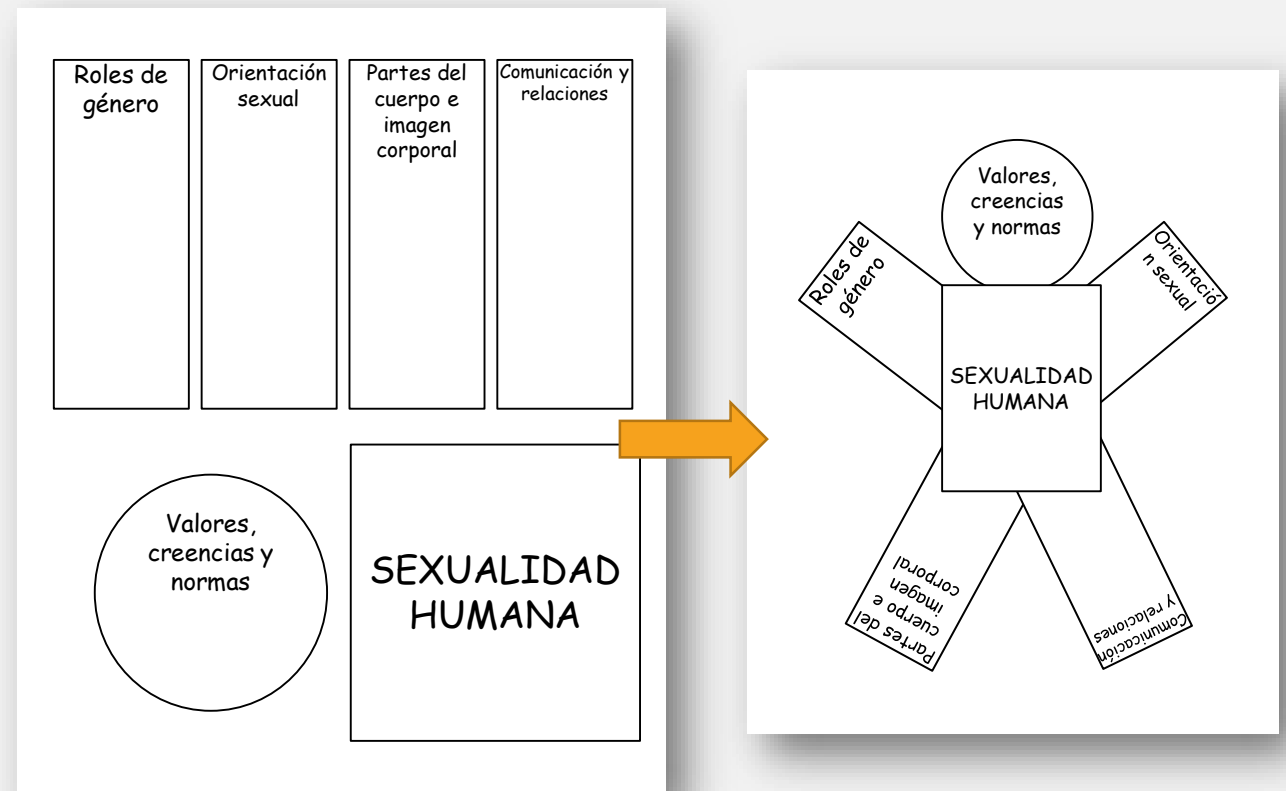 Roles de
género
Orientación
sexual
Partes del
cuerpo e
imagen
corporal
Comunicación y
relaciones
Valores,
creencias y
normas
SEXUALIDAD
HUMANA
Valores,
creencias
y normas
Roles de
género
Orientació
n sexual
SEXUALIDAD
HUMANA
Partes del
cuerpo e
imagen
corporal
Comunicación
y relaciones